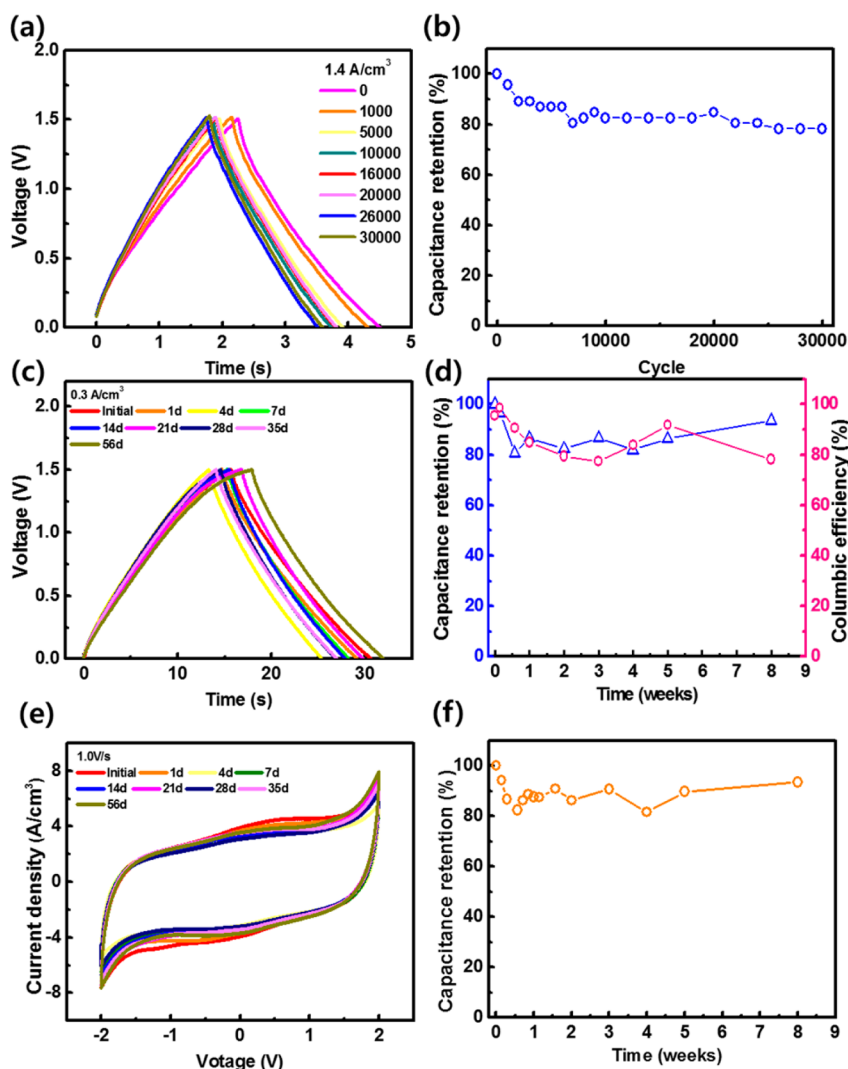 (a)
2.0
1.5
1.0
0.5
0.0
Voltage (V)
1.4 A/cm³
0
1000
5000
10000
16000
20000
26000
30000
0 1 2 3 4 5
Time (s)
(b)
100
80
60
40
20
0
Capacitance retention (%)
0 10000 20000 30000
Cycle
(c)
0.3 A/cm³
Initial 1d 4d 7d
14d 21d 28d 35d
56d
2.0
1.5
1.0
0.5
0.0
Voltage (V)
0 10 20 30
Time (s)
(d)
100
80
60
40
20
0
Capacitance retention (%)
100
80
60
40
20
0
Columbic efficiency (%)
0 1 2 3 4 5 6 7 8 9
Time (weeks)
(e)
1.0V/s
Initial 1d 4d 7d
14d 21d 28d 35d
56d
8
4
0
-4
-8
Current density (A/cm³)
-2 -1 0 1 2
Votage (V)
(f)
100
80
60
40
20
0
Capacitance retention (%)
0 1 2 3 4 5 6 7 8 9
Time (weeks)